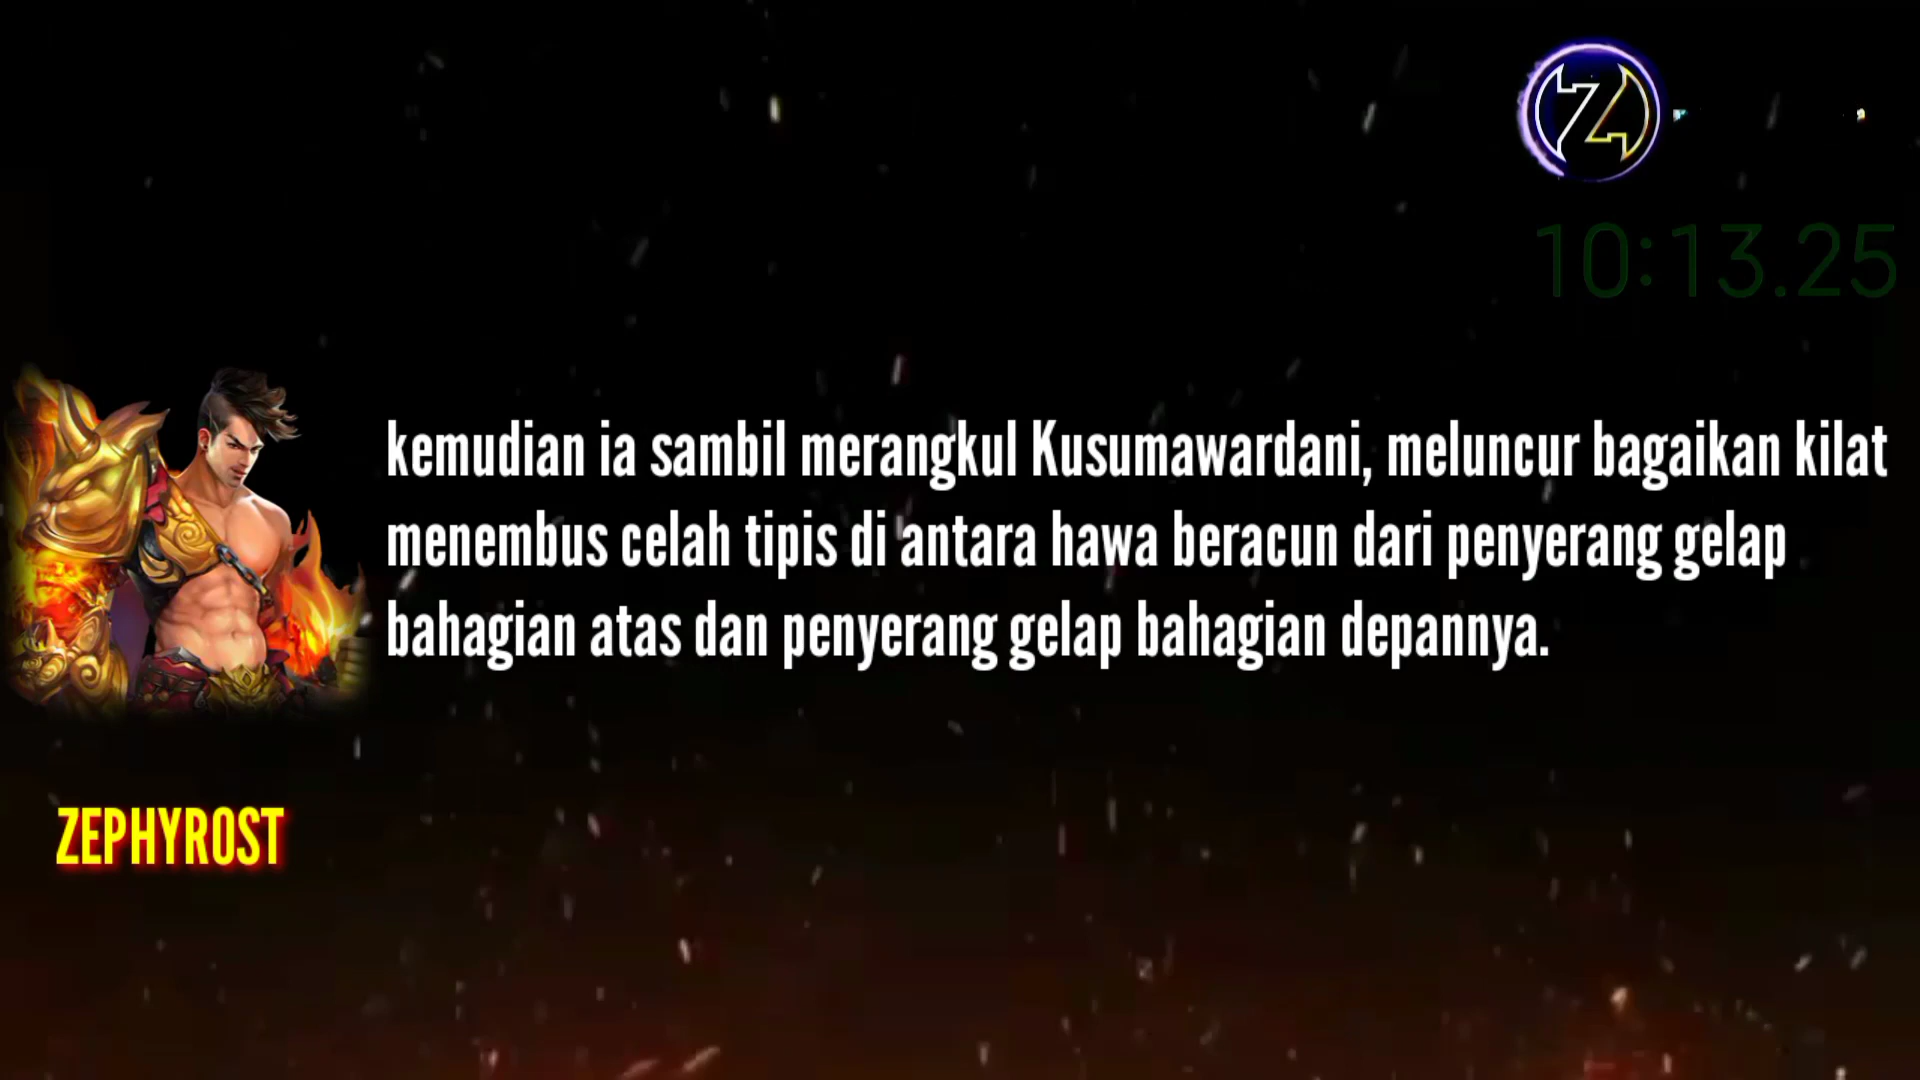 10:13.25
kemudian ia sambil merangkul Kusumawardani, meluncur bagaikan kilat
menembus celah tipis di antara hawa beracun dari penyerang gelap
bahagian atas dan penyerang gelap bahagian depannya.
ZEPHYROST